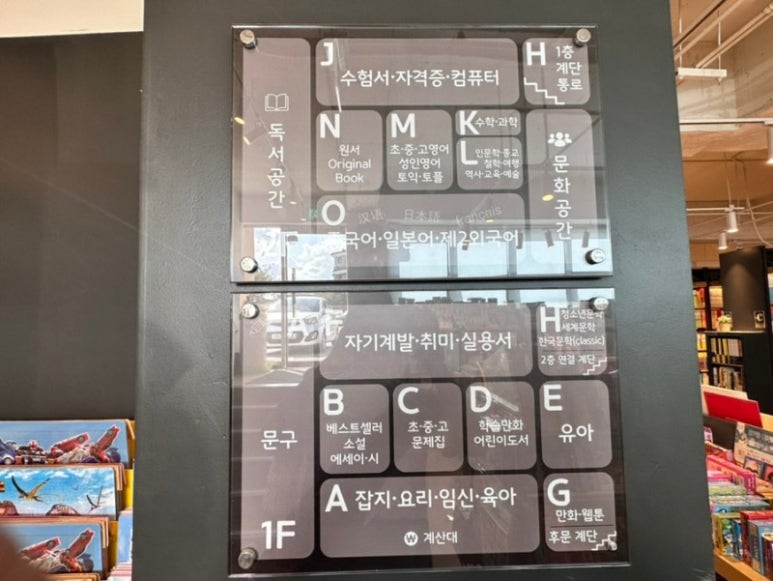 J
수험서·자격증·컴퓨터
H
1층
계단
통로
독서공간
N
원서
Original
Book
M
초·중·고영어
성인영어
토익·토플
K 수학·과학
L 인문학·종교
철학·여행
역사·교육·예술
문화공간
O
汉语 日本語 français
중국어·일본어·제2외국어
자기계발·취미·실용서
H 청소년문학
세계문학
한국문학(classic)
2층 연결 계단
문구
B
베스트셀러
소설
에세이·시
C
초·중·고
문제집
D
학습만화
어린이도서
E
유아
A 잡지·요리·임신·육아
계산대
G
만화·웹툰
후문 계단
1F